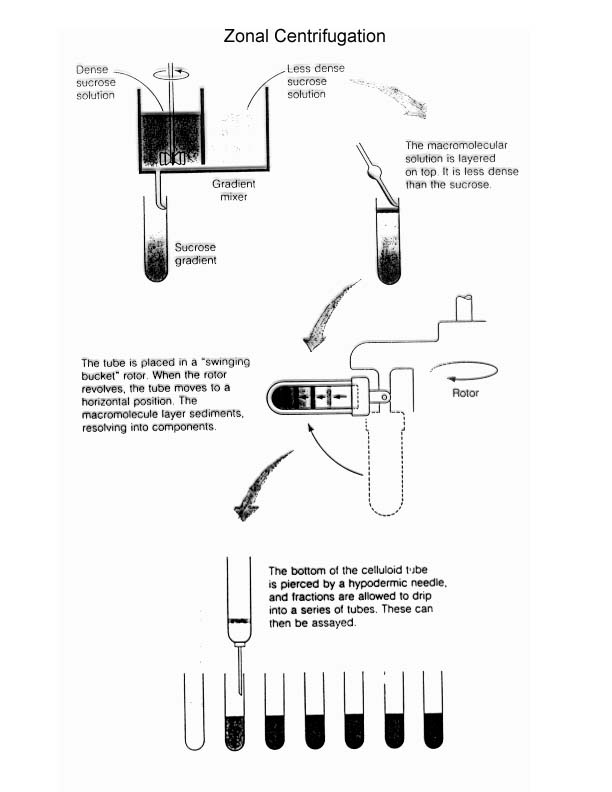 Zonal Centrifugation
Dense
sucrose
solution
Less dense
sucrose
solution
The macromolecular
solution is layered
on top. It is less dense
than the sucrose.
Gradient
mixer
Sucrose
gradient
The tube is placed in a "swinging
bucket" rotor. When the rotor
revolves, the tube moves to a
horizontal position. The
macromolecule layer sediments,
resolving into components.
Rotor
The bottom of the celluloid tube
is pierced by a hypodermic needle,
and fractions are allowed to drip
into a series of tubes. These can
then be assayed.